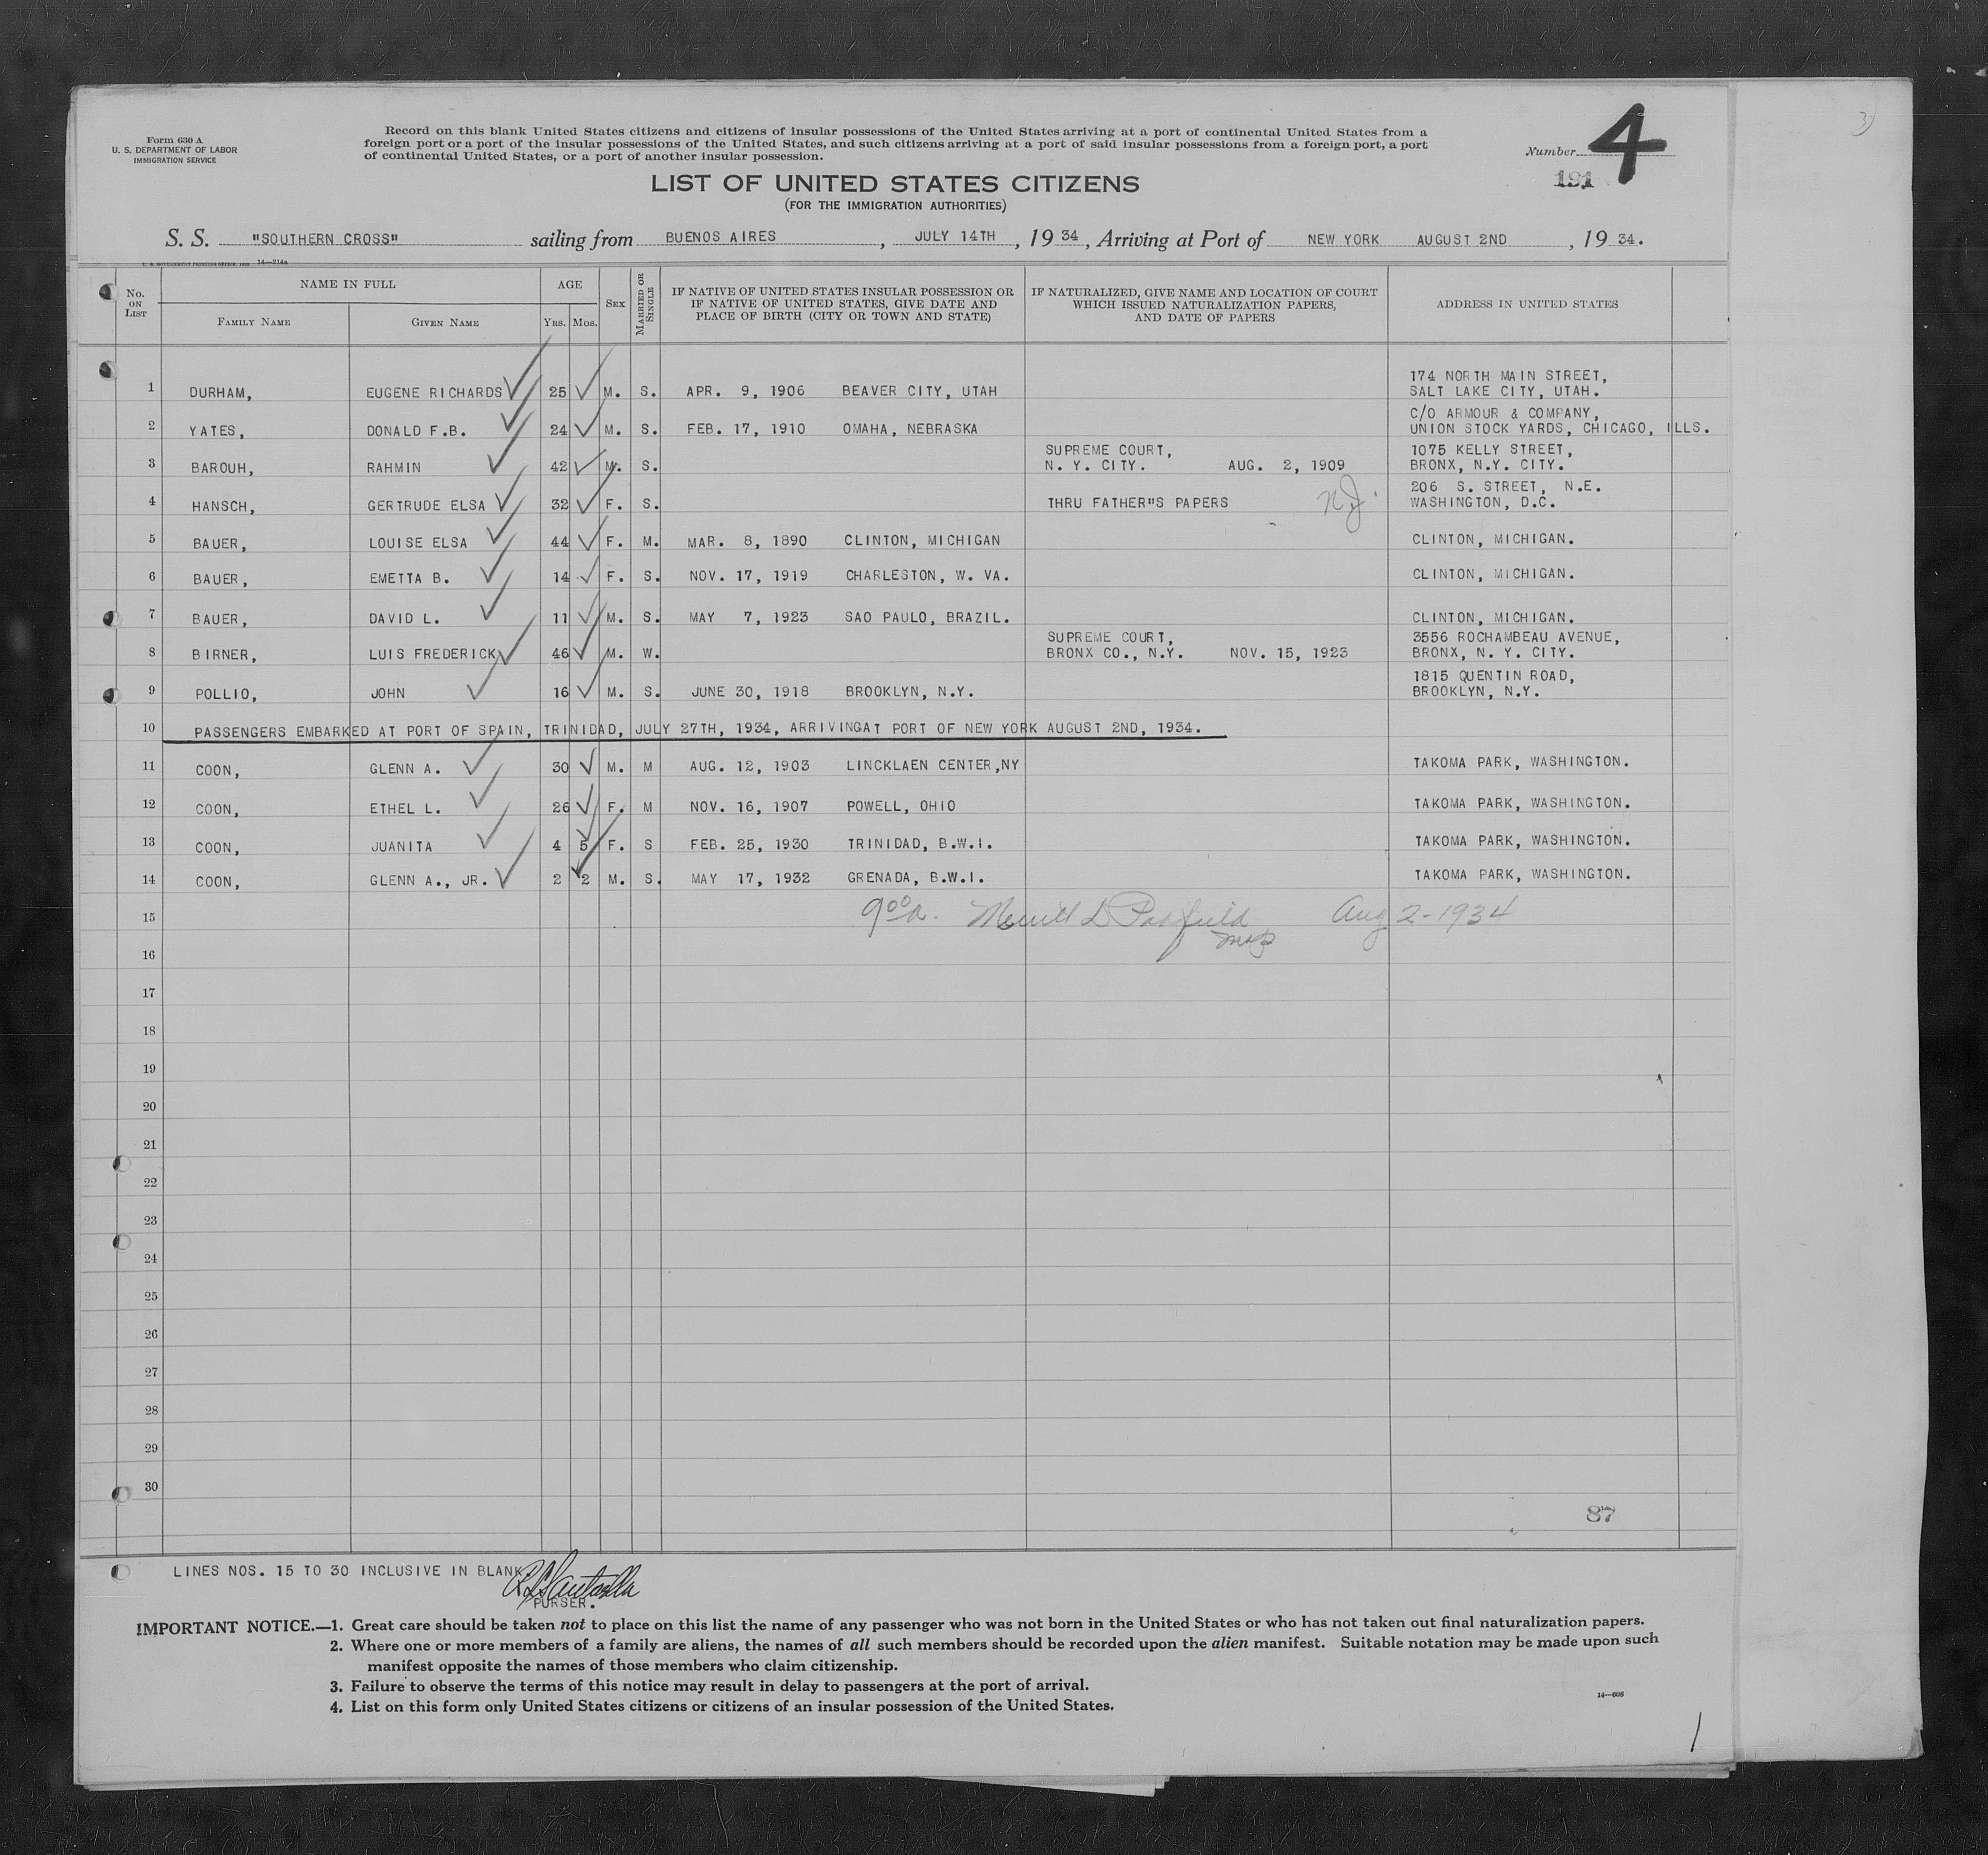 Form 630 A
U. S. DEPARTMENT OF LABOR
IMMIGRATION SERVICE
Record on this blank United States citizens and citizens of insular possessions of the United States arriving at a port of continental United States from a
foreign port or a port of the insular possessions of the United States, and such citizens arriving at a port of said insular possessions from a foreign port, a port
of continental United States, or a port of another insular possession.
Number 4
191
LIST OF UNITED STATES CITIZENS
(FOR THE IMMIGRATION AUTHORITIES)
S. S. "SOUTHERN CROSS" sailing from BUENOS AIRES, JULY 14TH, 1934, Arriving at Port of NEW YORK AUGUST 2ND, 1934.
14—214a
No. ON LIST
NAME IN FULL
FAMILY NAME GIVEN NAME
AGE
YRS. MOS.
SEX
MARRIED OR SINGLE
IF NATIVE OF UNITED STATES INSULAR POSSESSION OR
IF NATIVE OF UNITED STATES, GIVE DATE AND
PLACE OF BIRTH (CITY OR TOWN AND STATE)
IF NATURALIZED, GIVE NAME AND LOCATION OF COURT
WHICH ISSUED NATURALIZATION PAPERS,
AND DATE OF PAPERS
ADDRESS IN UNITED STATES
1 DURHAM, EUGENE RICHARDS 25 M. S. APR. 9, 1906 BEAVER CITY, UTAH 174 NORTH MAIN STREET,
SALT LAKE CITY, UTAH.
2 YATES, DONALD F.B. 24 M. S. FEB. 17, 1910 OMAHA, NEBRASKA C/O ARMOUR & COMPANY,
UNION STOCK YARDS, CHICAGO, ILLS.
3 BAROUH, RAHMIN 42 M. S. SUPREME COURT,
N. Y. CITY. AUG. 2, 1909 1075 KELLY STREET,
BRONX, N.Y. CITY.
4 HANSCH, GERTRUDE ELSA 32 F. S. THRU FATHER"S PAPERS NJ 206 S. STREET, N.E.
WASHINGTON, D.C.
5 BAUER, LOUISE ELSA 44 F. M. MAR. 8, 1890 CLINTON, MICHIGAN CLINTON, MICHIGAN.
6 BAUER, EMETTA B. 14 F. S. NOV. 17, 1919 CHARLESTON, W. VA. CLINTON, MICHIGAN.
7 BAUER, DAVID L. 11 M. S. MAY 7, 1923 SAO PAULO, BRAZIL. CLINTON, MICHIGAN.
8 BIRNER, LUIS FREDERICK 46 M. W. SUPREME COURT,
BRONX CO., N.Y. NOV. 15, 1923 3556 ROCHAMBEAU AVENUE,
BRONX, N. Y. CITY.
9 POLLIO, JOHN 16 M. S. JUNE 30, 1918 BROOKLYN, N.Y. 1815 QUENTIN ROAD,
BROOKLYN, N.Y.
10 PASSENGERS EMBARKED AT PORT OF SPAIN, TRINIDAD, JULY 27TH, 1934, ARRIVINGAT PORT OF NEW YORK AUGUST 2ND, 1934.
11 COON, GLENN A. 30 M. M AUG. 12, 1903 LINCKLAEN CENTER,NY TAKOMA PARK, WASHINGTON.
12 COON, ETHEL L. 26 F. M NOV. 16, 1907 POWELL, OHIO TAKOMA PARK, WASHINGTON.
13 COON, JUANITA 4 5 F. S FEB. 25, 1930 TRINIDAD, B.W.I. TAKOMA PARK, WASHINGTON.
14 COON, GLENN A., JR. 2 2 M. S. MAY 17, 1932 GRENADA, B.W.I. TAKOMA PARK, WASHINGTON.
15 Merrill Aug 2-1934
16
17
18
19
20
21
22
23
24
25
26
27
28
29
30
87
LINES NOS. 15 TO 30 INCLUSIVE IN BLANK.
PURSER.
IMPORTANT NOTICE.—1. Great care should be taken not to place on this list the name of any passenger who was not born in the United States or who has not taken out final naturalization papers.
2. Where one or more members of a family are aliens, the names of all such members should be recorded upon the alien manifest. Suitable notation may be made upon such
manifest opposite the names of those members who claim citizenship.
3. Failure to observe the terms of this notice may result in delay to passengers at the port of arrival.
4. List on this form only United States citizens or citizens of an insular possession of the United States.
14—608